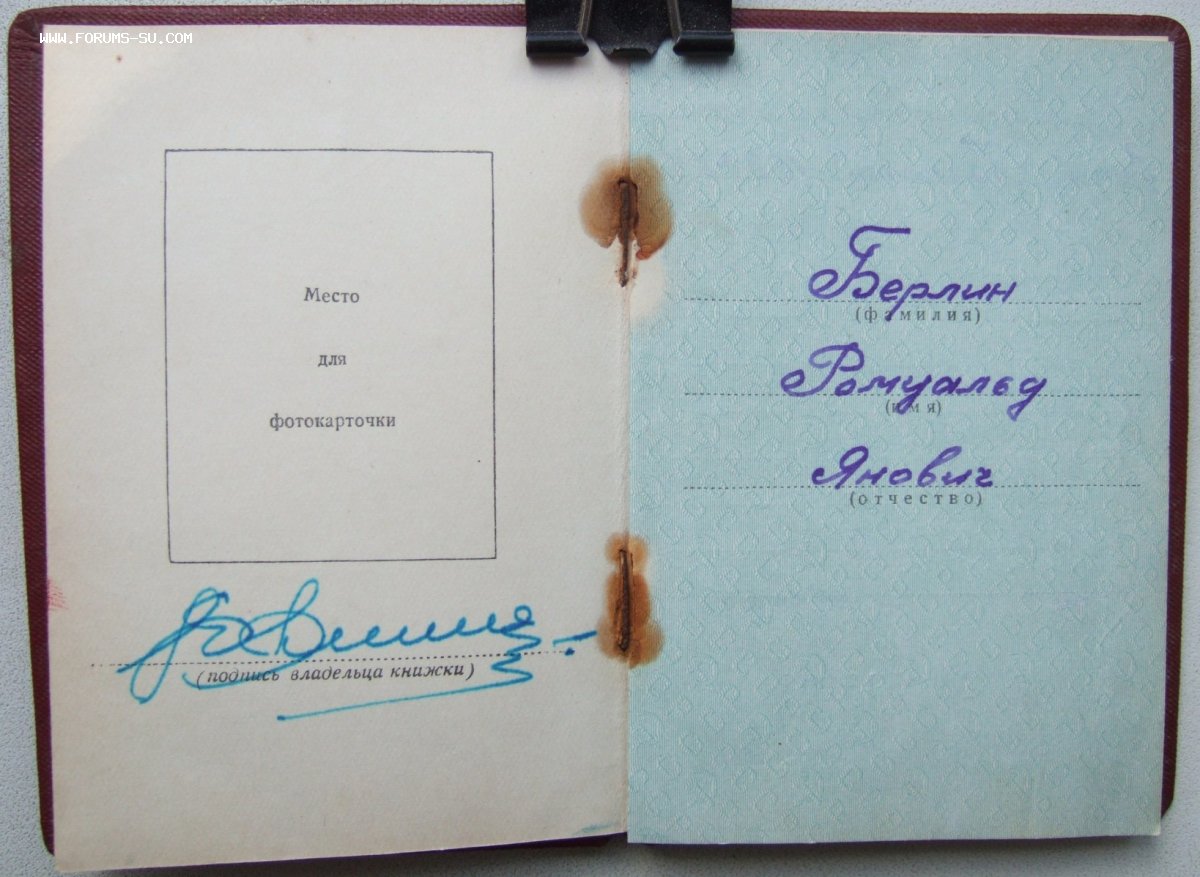 WWW.FORUMS-SU.COM
Место
для
фотокарточки
(подпись владельца книжки)
Берлин
(фамилия)
Ромуальд
(имя)
Янович
(отчество)